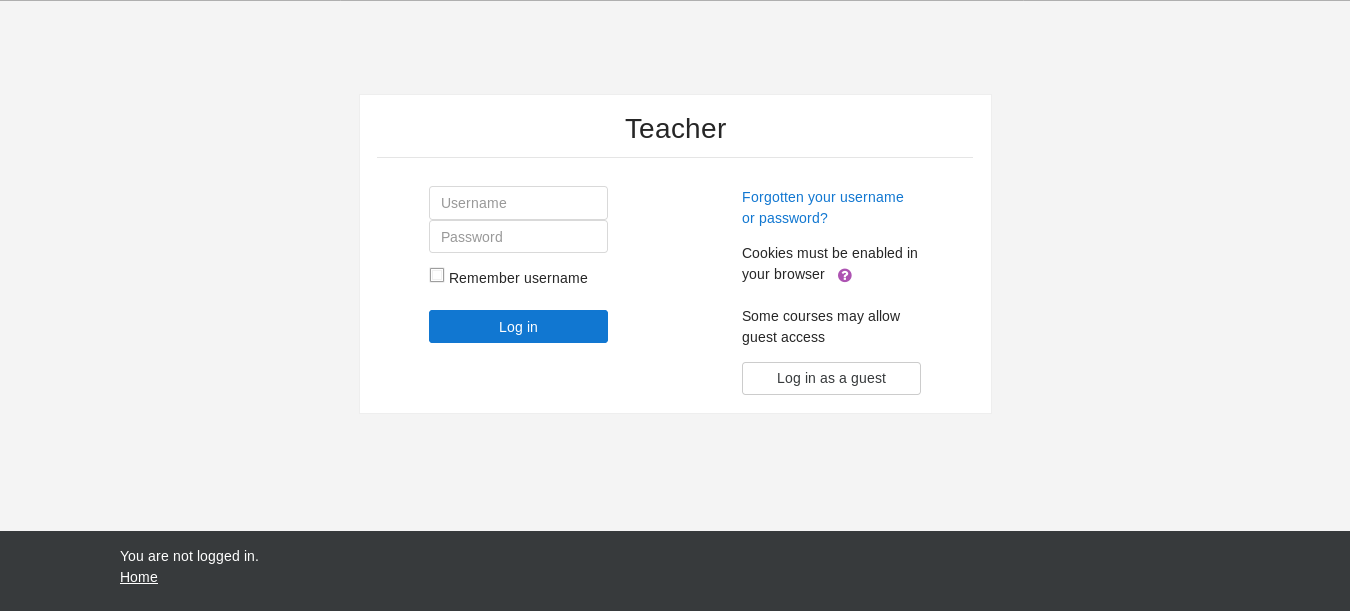 Teacher
Username
Password
Remember username
Log in
Forgotten your username
or password?
Cookies must be enabled in
your browser ?
Some courses may allow
guest access
Log in as a guest
You are not logged in.
Home